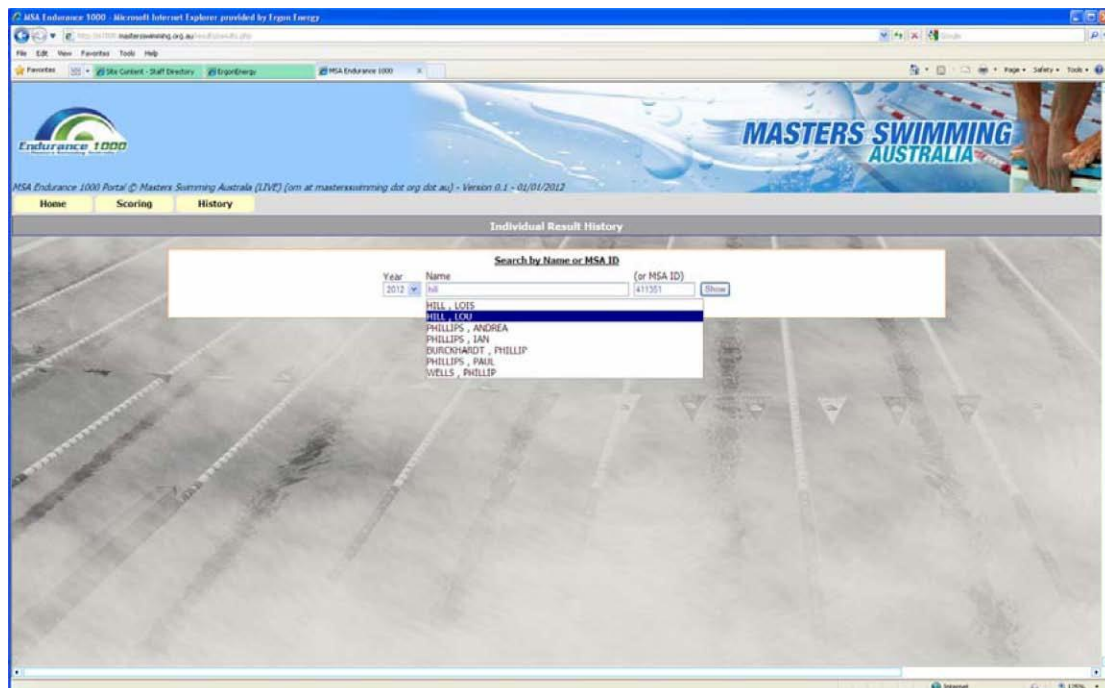 MSA Endurance 1000 - Microsoft Internet Explorer provided by Ergon Energy
masterswimming.org.au
File Edit View Favorites Tools Help
Favorites Site Content - Staff Directory ErgonEnergy MSA Endurance 1000 Page Safety Tools
Endurance 1000
MASTERS SWIMMING
AUSTRALIA
MSA Endurance 1000 Portal © Masters Swimming Australia (LIVE) (om at mastersswimming dot org dot au) - Version 0.1 - 01/01/2012
Home Scoring History
Individual Result History
Search by Name or MSA ID
Year Name (or MSA ID)
2012 hill 411351 Show
HILL , LOIS
HILL , LOU
PHILLIPS , ANDREA
PHILLIPS , IAN
BURCKHARDT , PHILLIP
PHILLIPS , PAUL
WELLS , PHILLIP
Internet 125%